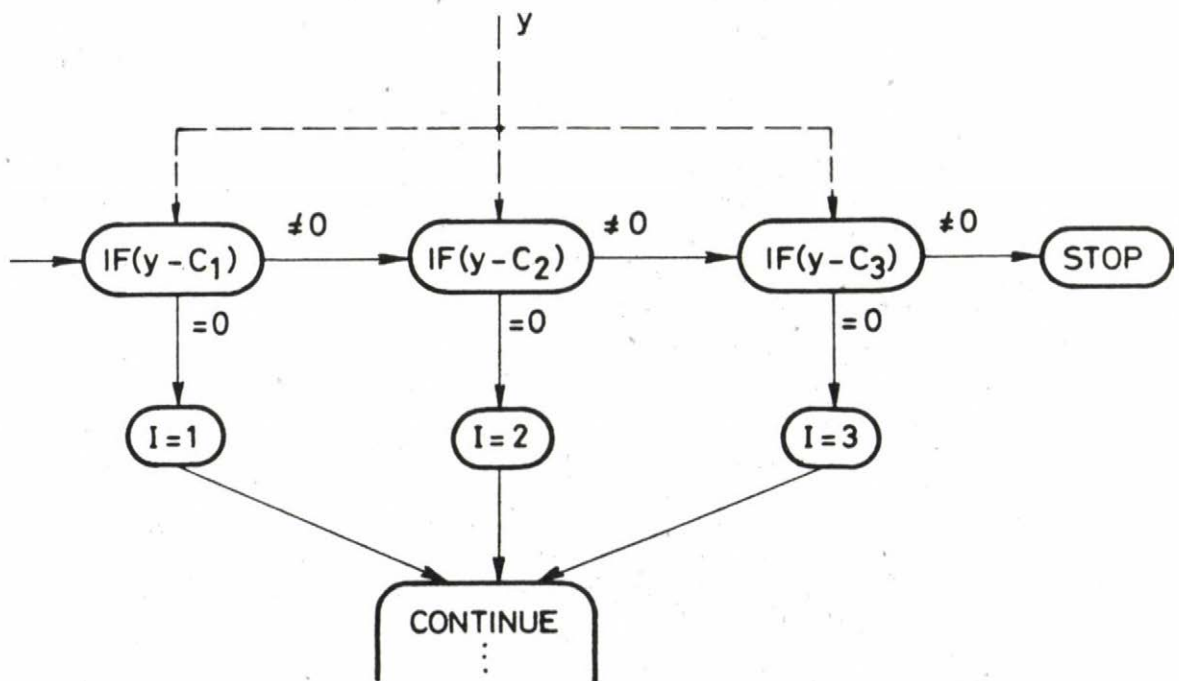 y
≠0 ≠0 ≠0
IF(y - C₁) IF(y - C₂) IF(y - C₃) STOP
=0 =0 =0
I=1 I=2 I=3
CONTINUE
⋮